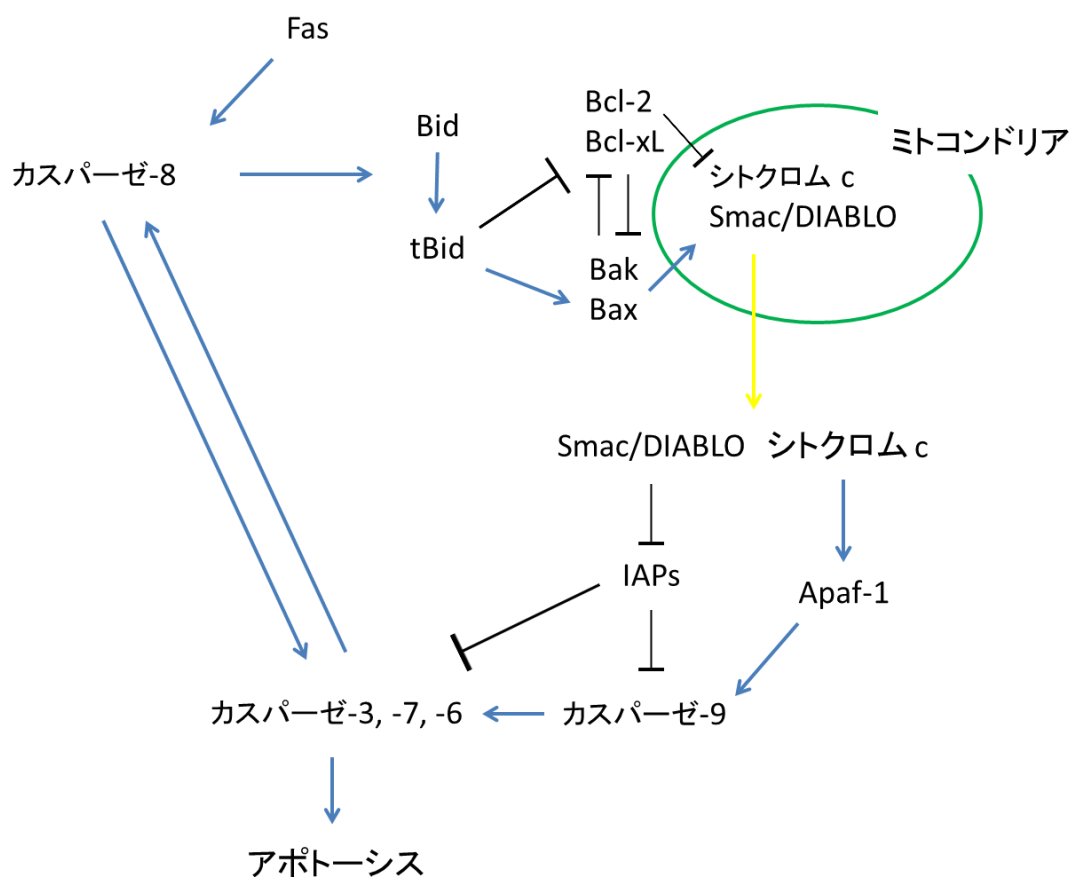 Fas
Bcl-2
Bcl-xL
Bid
ミトコンドリア
カスパーゼ-8
シトクロム c
Smac/DIABLO
tBid
Bak
Bax
Smac/DIABLO シトクロム c
IAPs
Apaf-1
カスパーゼ-3, -7, -6
カスパーゼ-9
アポトーシス